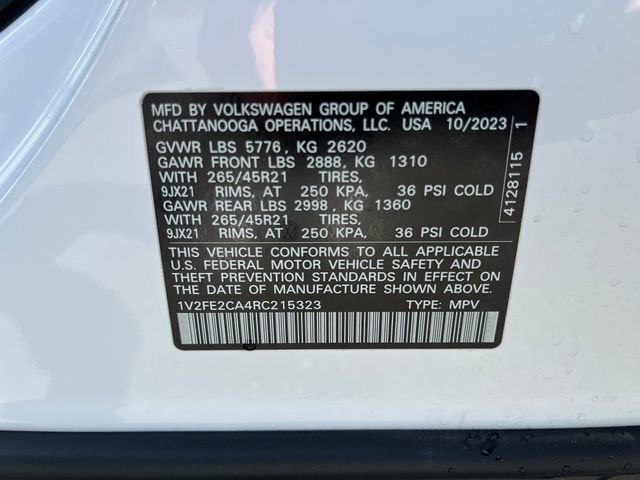 MFD BY VOLKSWAGEN GROUP OF AMERICA
CHATTANOOGA OPERATIONS, LLC. USA 10/2023
GVWR LBS 5776, KG 2620
GAWR FRONT LBS 2888, KG 1310
WITH 265/45R21 TIRES,
9JX21 RIMS, AT 250 KPA, 36 PSI COLD
GAWR REAR LBS 2998, KG 1360
WITH 265/45R21 TIRES,
9JX21 RIMS, AT 250 KPA, 36 PSI COLD
THIS VEHICLE CONFORMS TO ALL APPLICABLE
U.S. FEDERAL MOTOR VEHICLE SAFETY AND
THEFT PREVENTION STANDARDS IN EFFECT ON
THE DATE OF MANUFACTURE SHOWN ABOVE.
1V2FE2CA4RC215323 TYPE: MPV
4128115 1